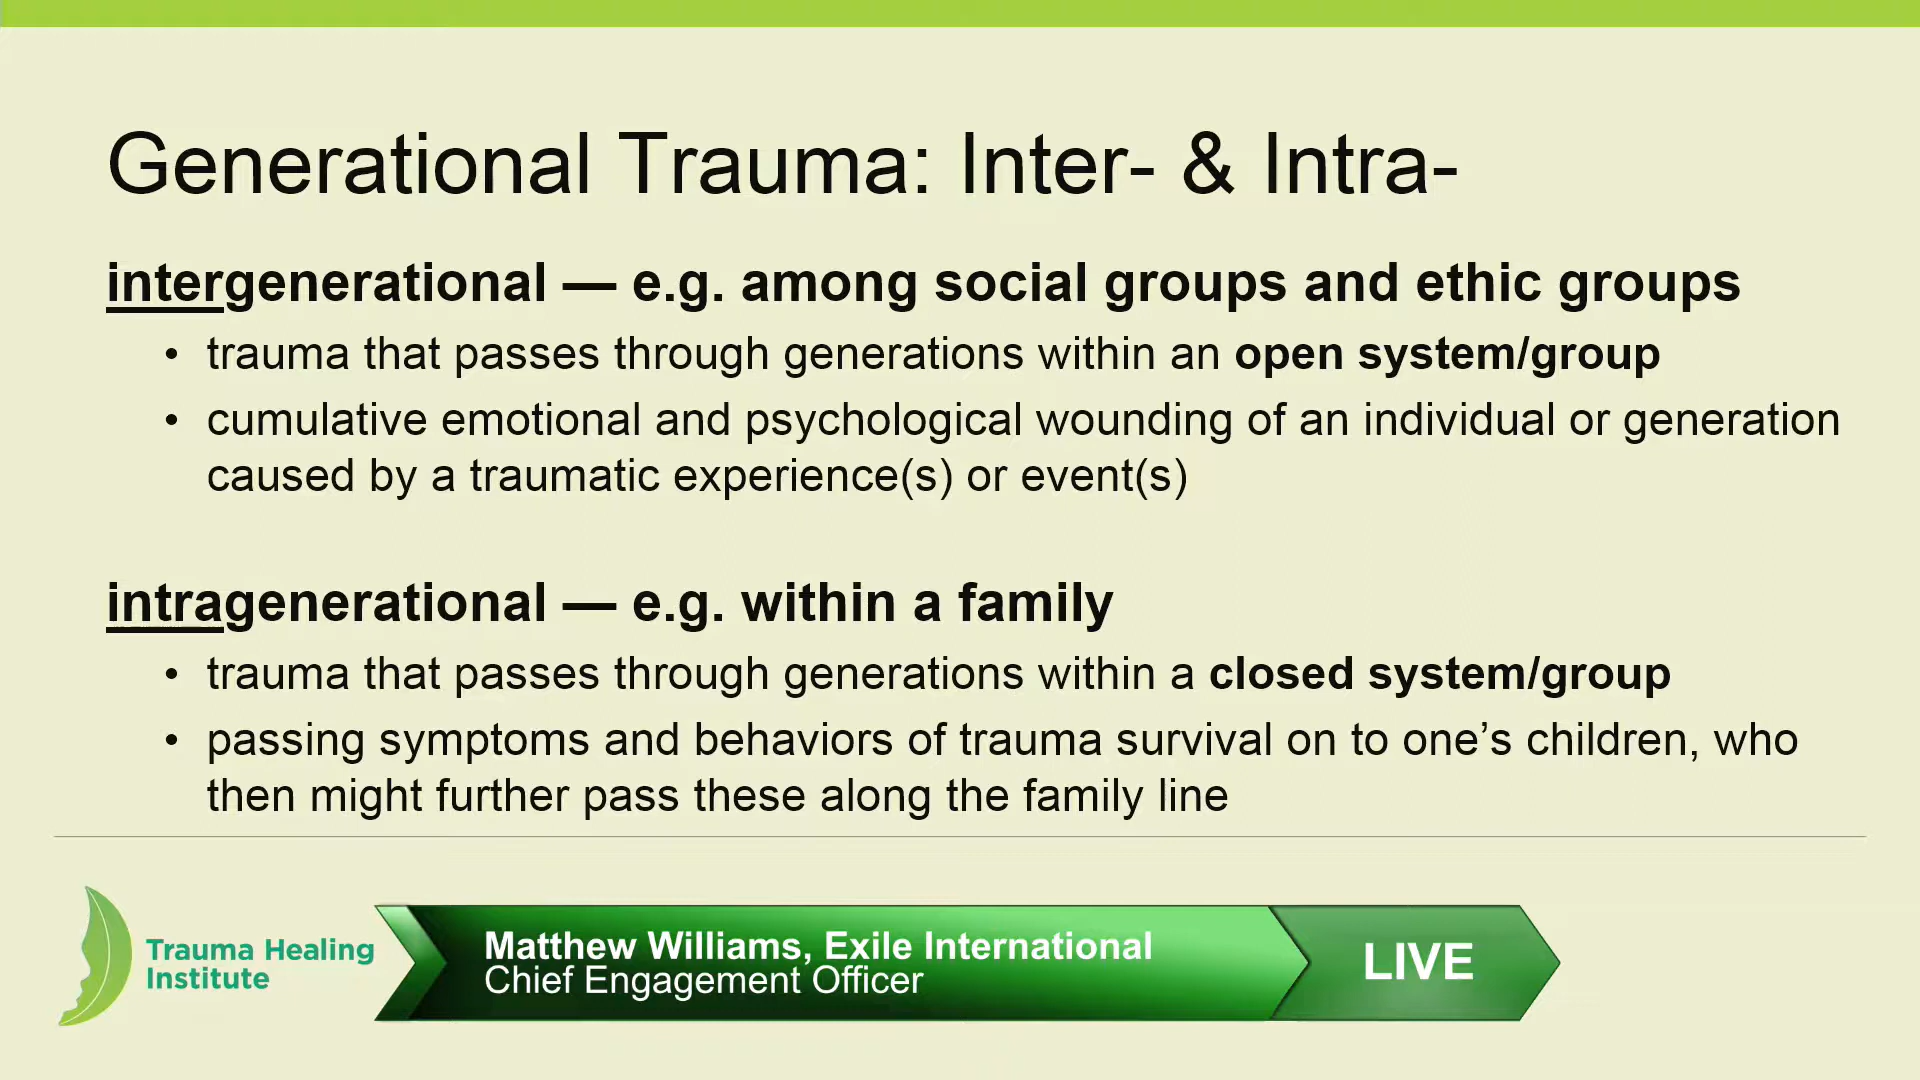 Generational Trauma: Inter- & Intra-
intergenerational — e.g. among social groups and ethic groups
• trauma that passes through generations within an open system/group
• cumulative emotional and psychological wounding of an individual or generation
caused by a traumatic experience(s) or event(s)
intragenerational — e.g. within a family
• trauma that passes through generations within a closed system/group
• passing symptoms and behaviors of trauma survival on to one’s children, who
then might further pass these along the family line
Trauma Healing
Institute
Matthew Williams, Exile International
Chief Engagement Officer
LIVE